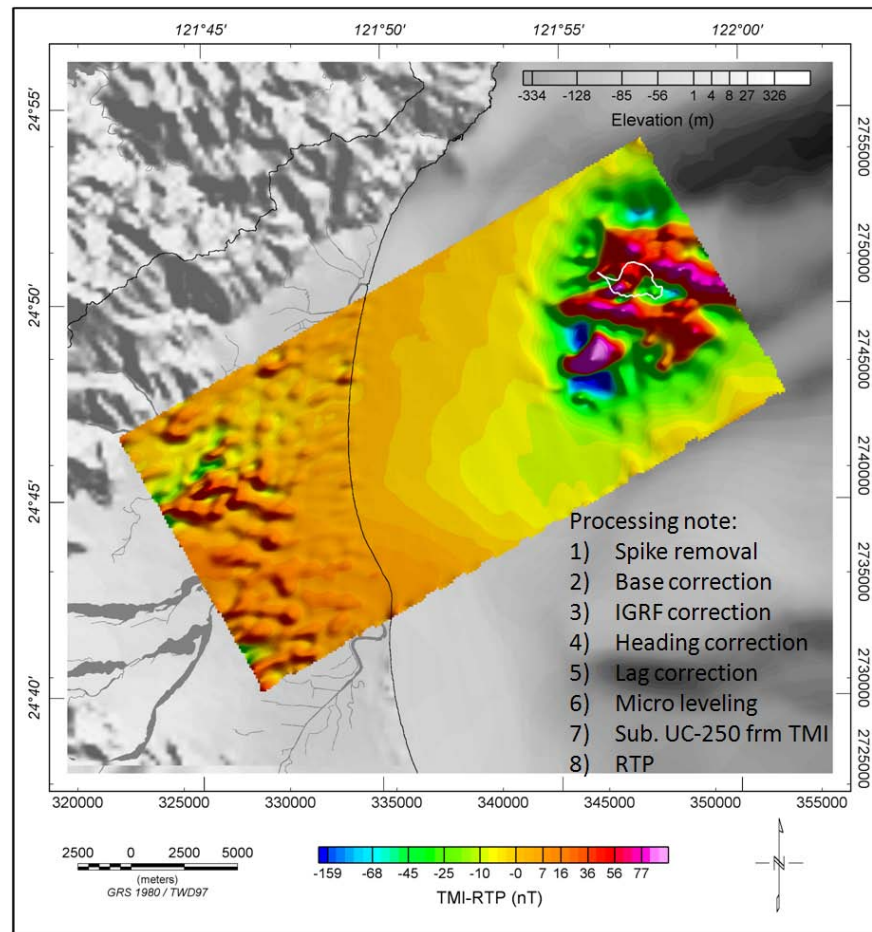 121°45' 121°50' 121°55' 122°00'
-334 -128 -85 -56 1 4 8 27 326
Elevation (m)
24°55'
24°50'
24°45'
24°40'
2755000
2750000
2745000
2740000
2735000
2730000
2725000
Processing note:
1) Spike removal
2) Base correction
3) IGRF correction
4) Heading correction
5) Lag correction
6) Micro leveling
7) Sub. UC-250 frm TMI
8) RTP
320000 325000 330000 335000 340000 345000 350000 355000
2500 0 2500 5000
(meters)
GRS 1980 / TWD97
-159 -68 -45 -25 -10 -0 7 16 36 56 77
TMI-RTP (nT)
N